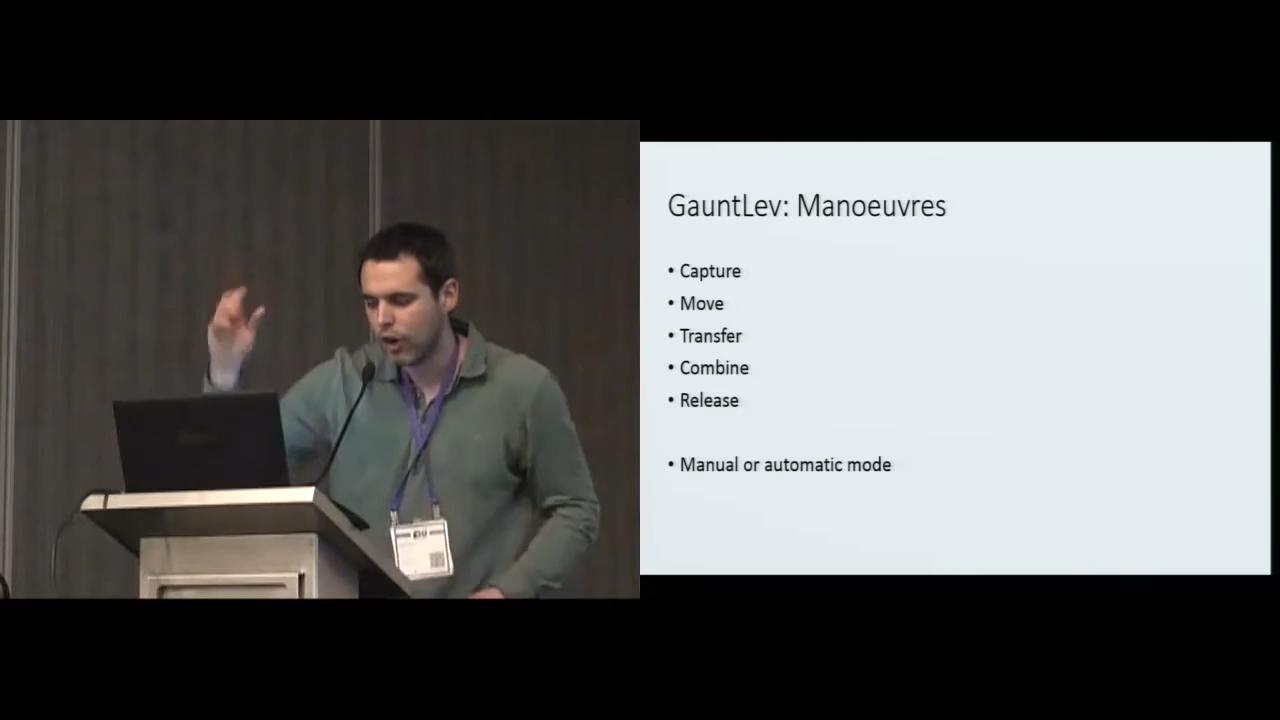 GauntLev: Manoeuvres
• Capture
• Move
• Transfer
• Combine
• Release
• Manual or automatic mode